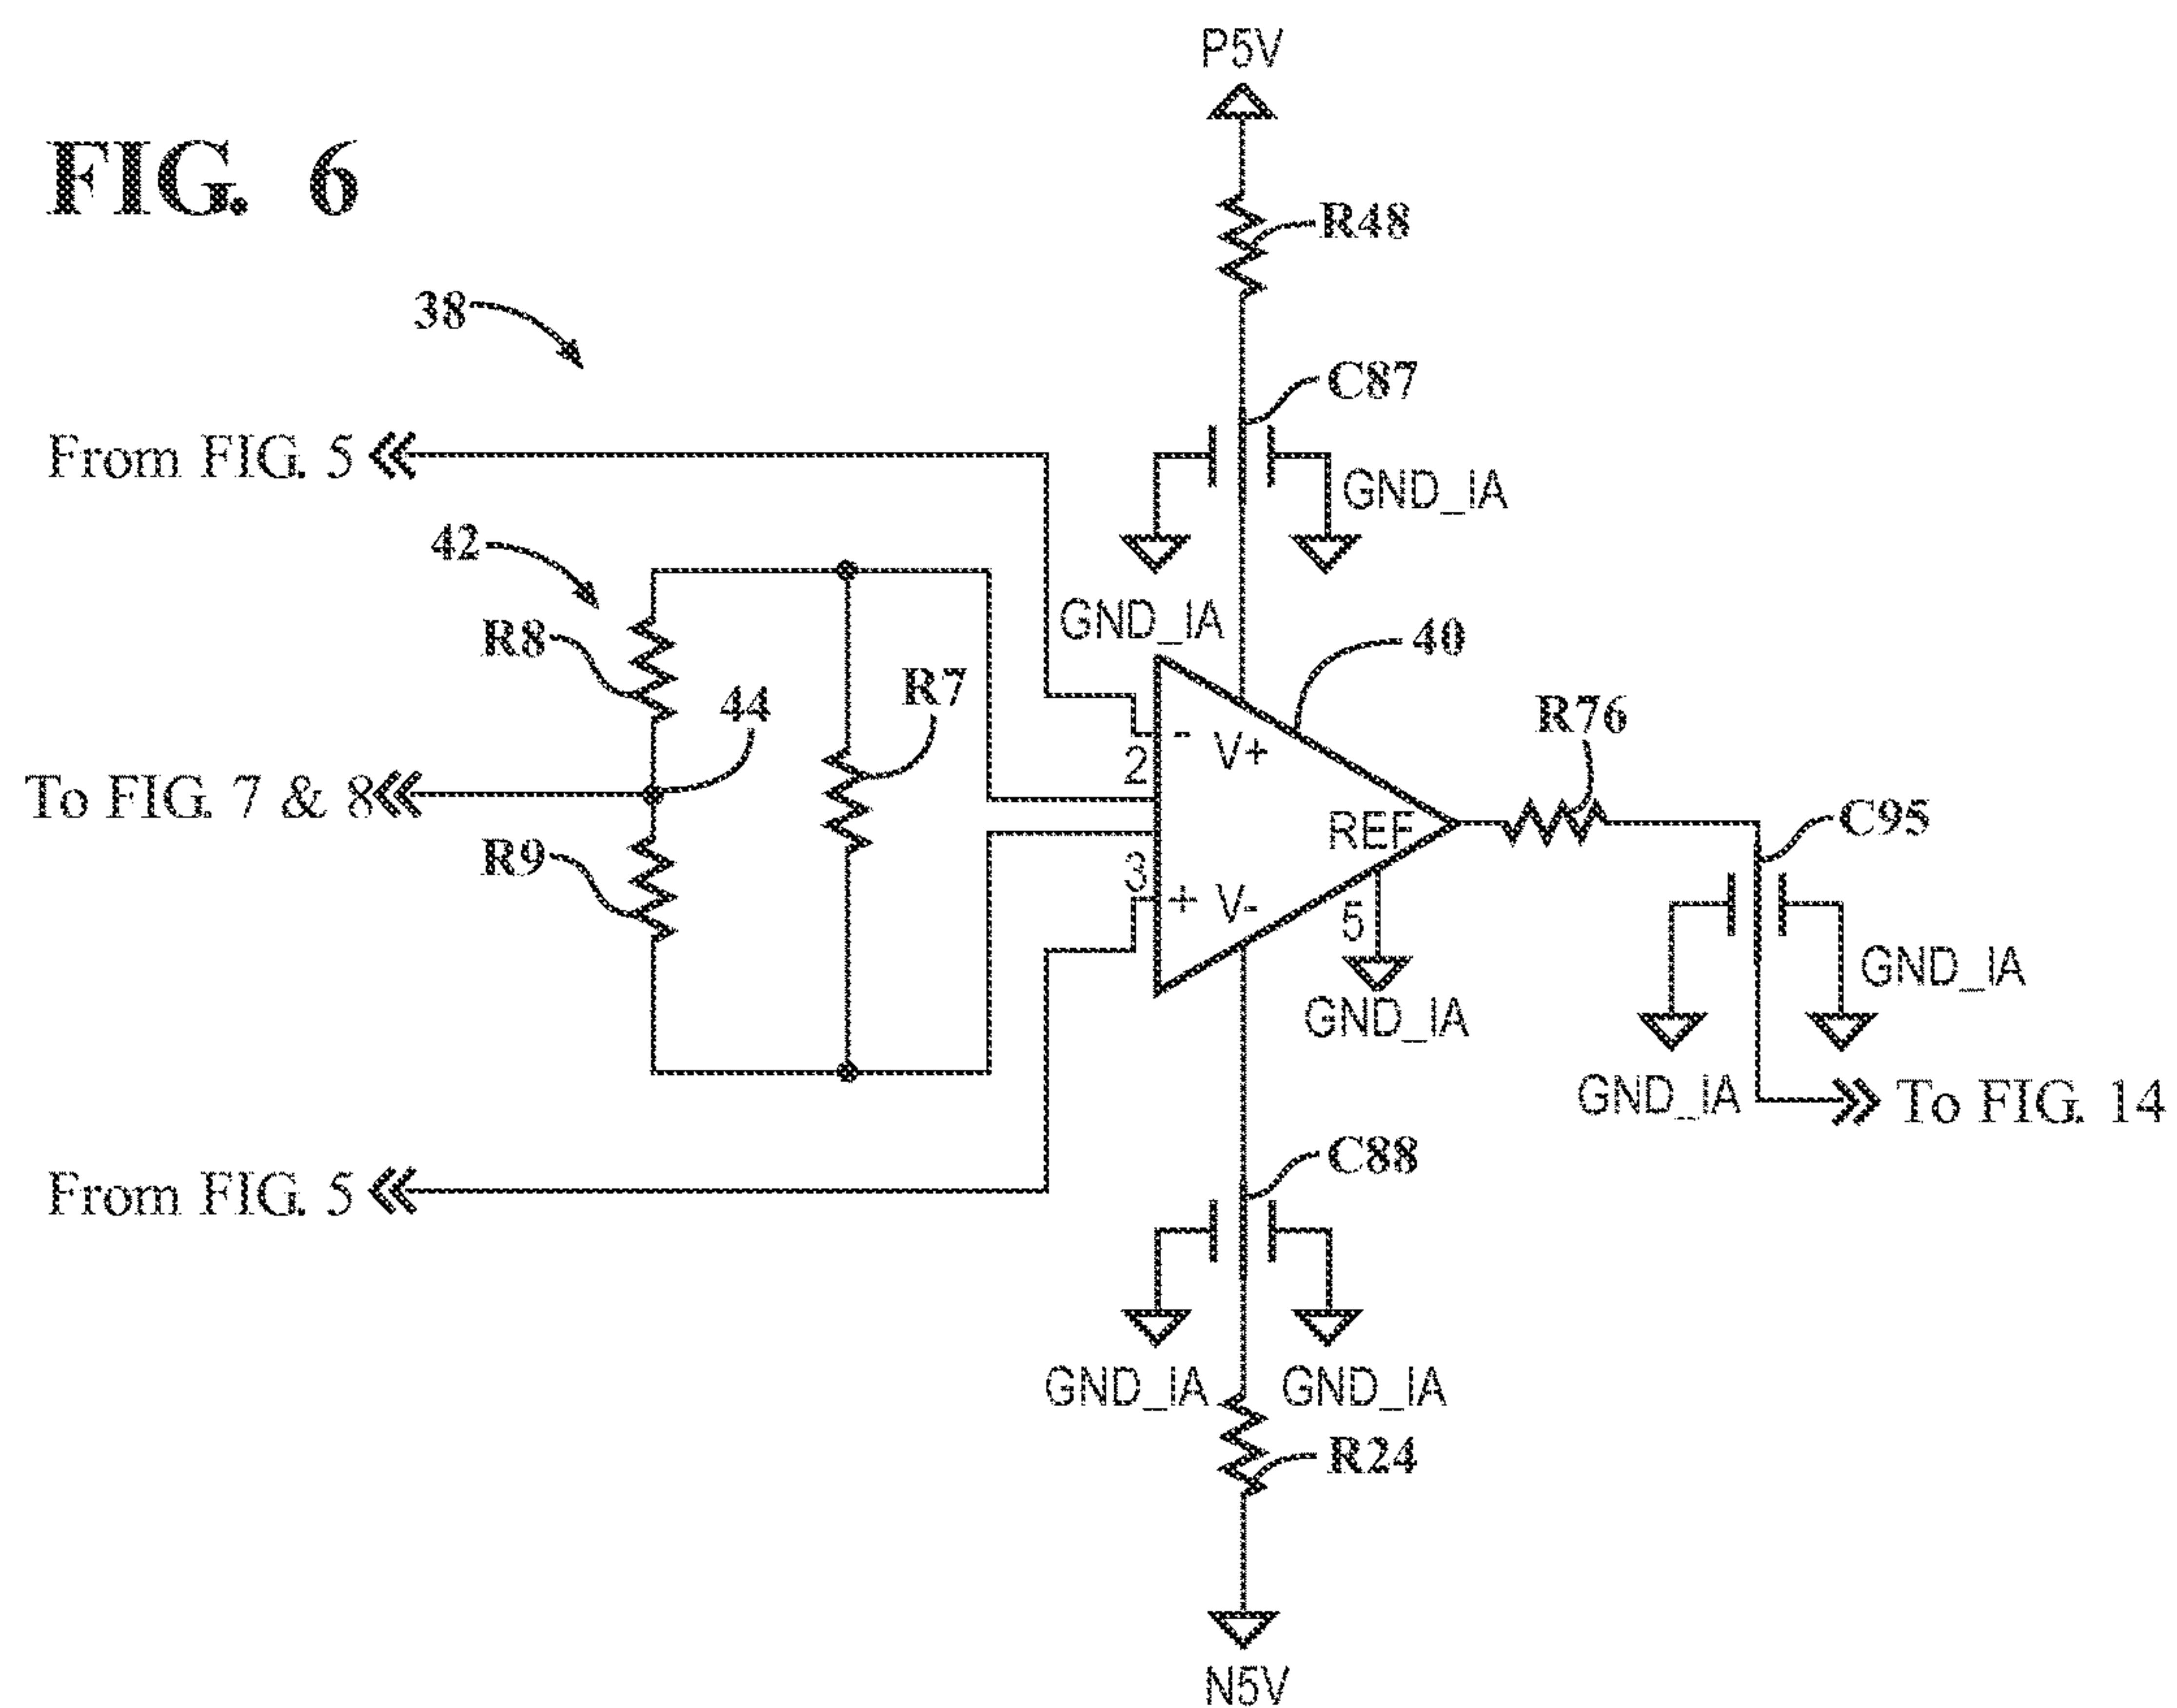 P5V
FIG. 6
R48
38
C87
From FIG. 5
GND_IA
42
GND_IA
R8
40
R7
44
R76
- V+
2
To FIG. 7 & 8
REF
C95
R9
3
+ V-
5
GND_IA
GND_IA
GND_IA
To FIG. 14
C88
From FIG. 5
GND_IA
GND_IA
R24
N5V